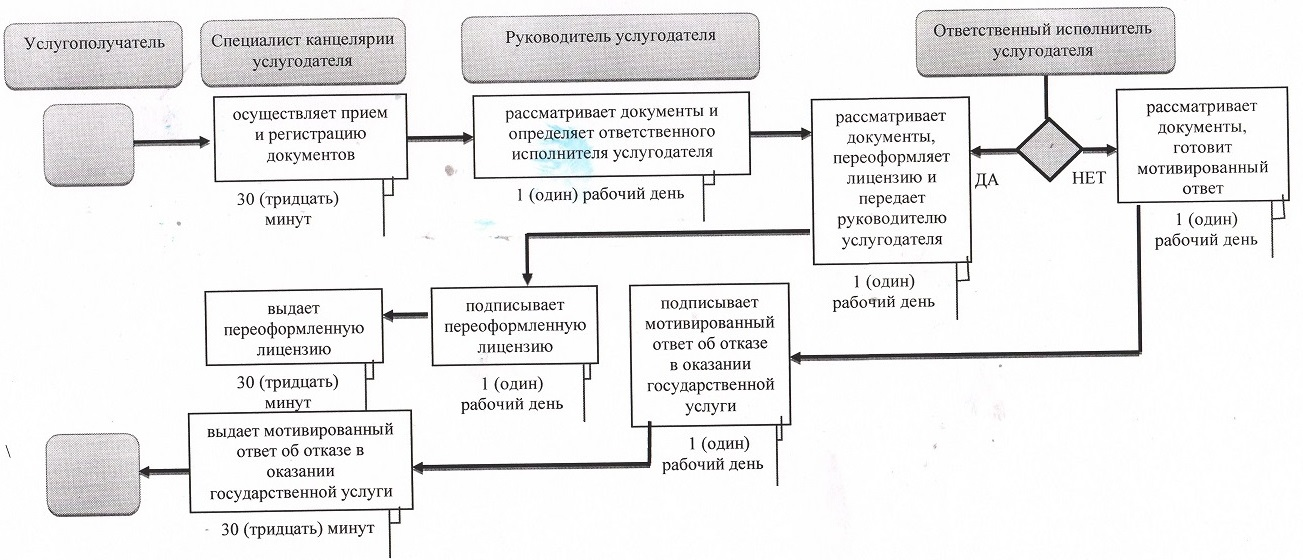 Услугополучатель
Специалист канцелярии
услугодателя
Руководитель услугодателя
Ответственный исполнитель
услугодателя
осуществляет прием
и регистрацию
документов
30 (тридцать)
минут
рассматривает документы и
определяет ответственного
исполнителя услугодателя
1 (один) рабочий день
рассматривает
документы,
переоформляет
лицензию и
передает
руководителю
услугодателя
1 (один)
рабочий день
ДА
НЕТ
рассматривает
документы,
готовит
мотивированный
ответ
1 (один)
рабочий день
выдает
переоформленную
лицензию
30 (тридцать)
минут
подписывает
переоформленную
лицензию
1 (один)
рабочий день
подписывает
мотивированный
ответ об отказе
в оказании
государственной
услуги
1 (один)
рабочий день
выдает мотивированный
ответ об отказе в
оказании
государственной услуги
30 (тридцать) минут